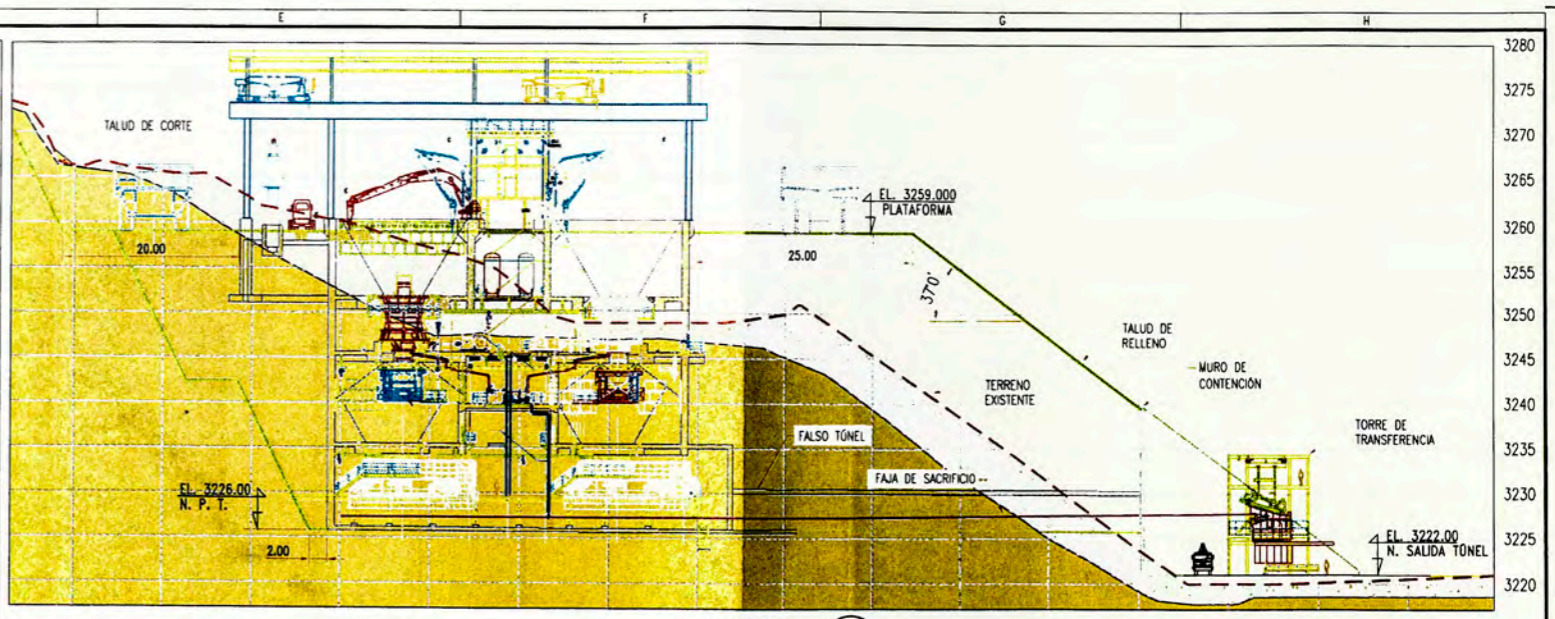 E F G H
3280
3275
3270
3265
3260
3255
3250
3245
3240
3235
3230
3225
3220
TALUD DE CORTE
20.00
EL. 3259.000
PLATAFORMA
25.00
37°0'
TALUD DE
RELLENO
MURO DE
CONTENCIÓN
TERRENO
EXISTENTE
TORRE DE
TRANSFERENCIA
FALSO TÚNEL
FAJA DE SACRIFICIO
EL. 3226.00
N. P. T.
2.00
EL. 3222.00
N. SALIDA TÚNEL